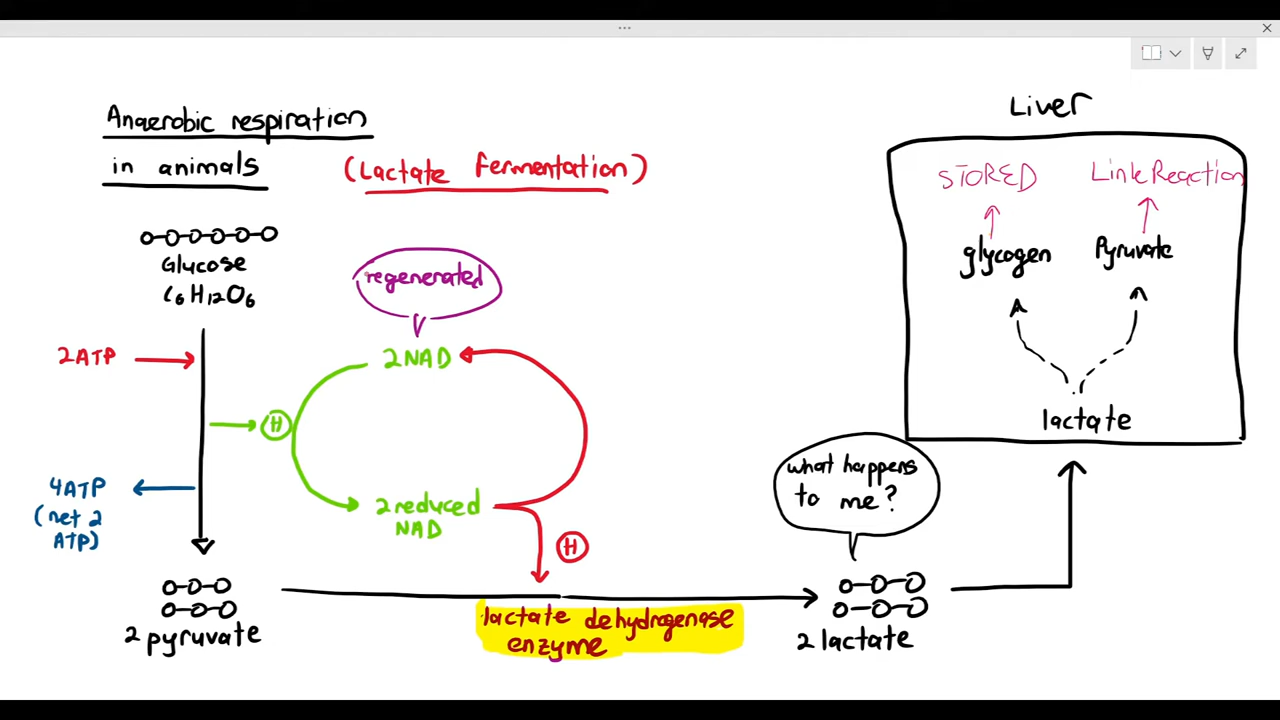 Anaerobic respiration
in animals
(Lactate fermentation)
Glucose
C6H12O6
2ATP
H
4ATP
(net 2
ATP)
2 pyruvate
regenerated
2NAD
2 reduced
NAD
H
lactate dehydrogenase
enzyme
what happens
to me?
2 lactate
Liver
STORED
Link Reaction
glycogen
Pyruvate
lactate